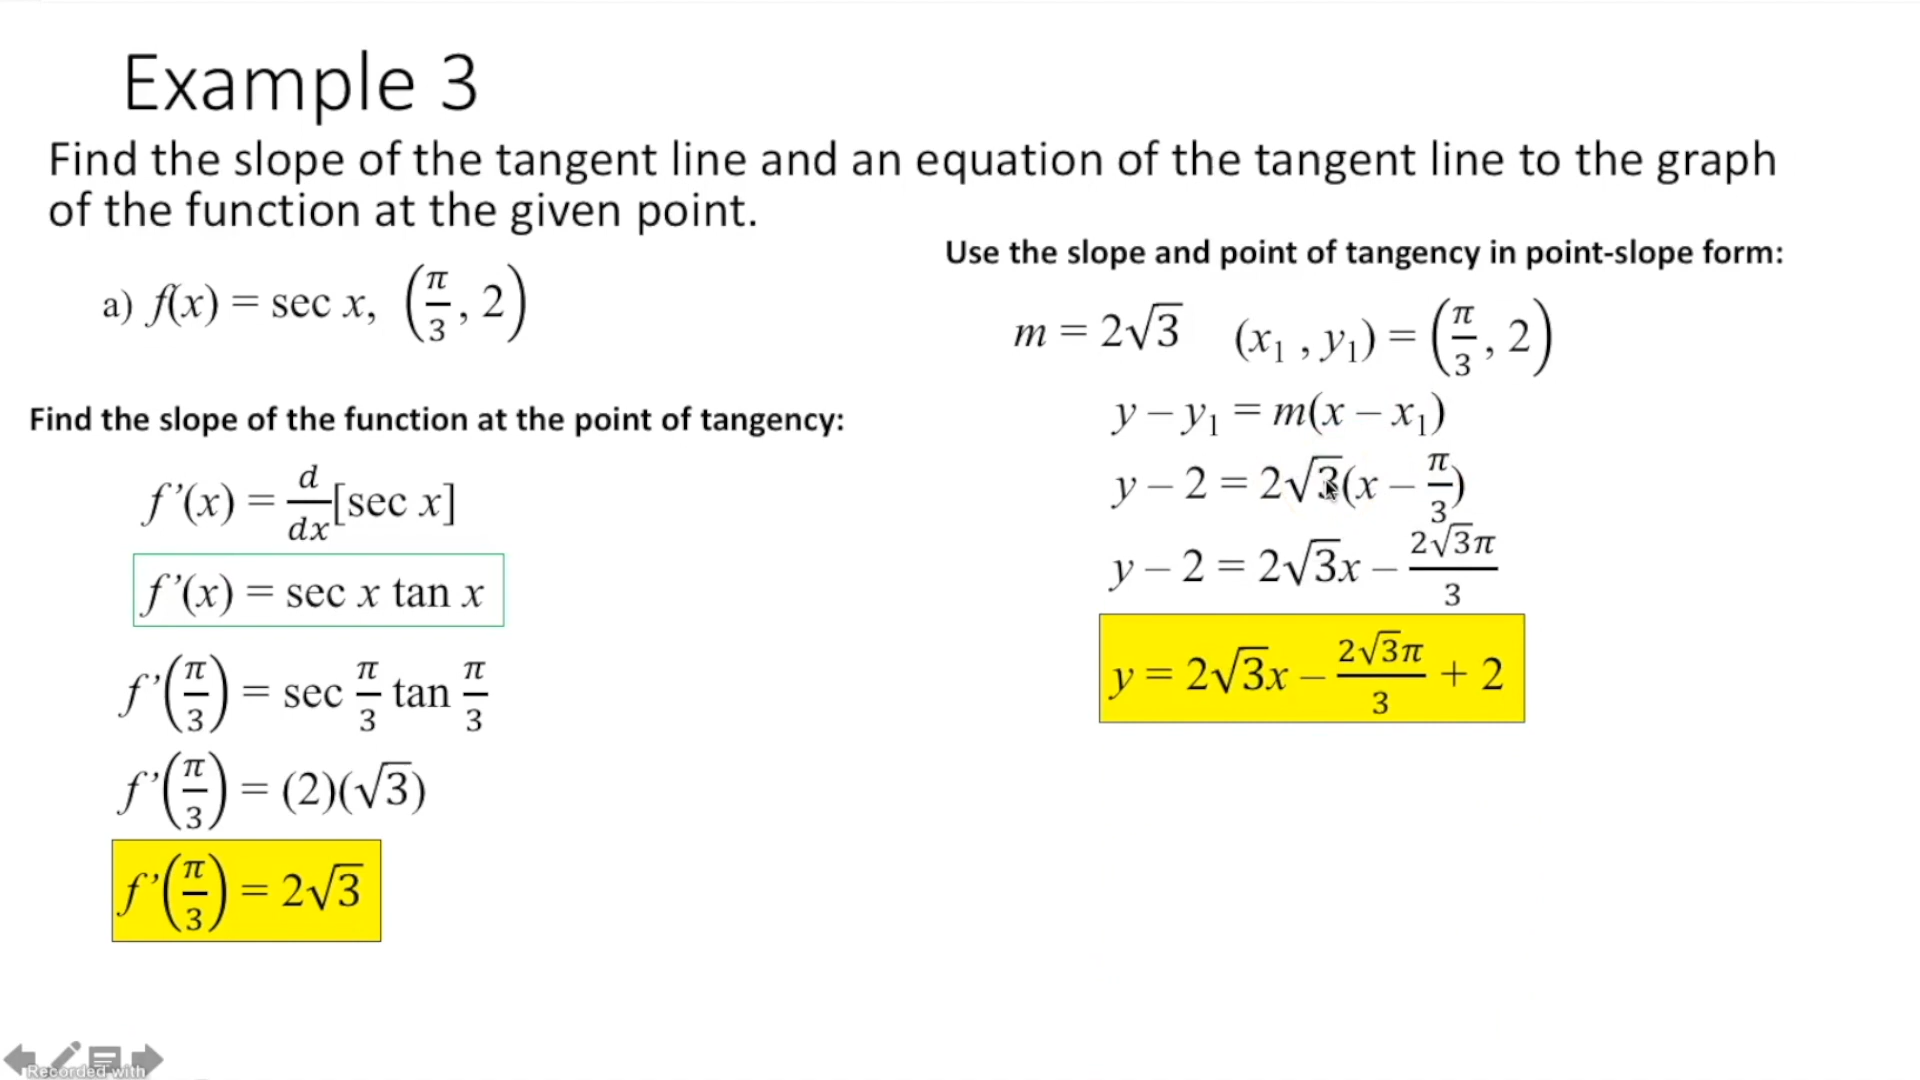 Example 3
Find the slope of the tangent line and an equation of the tangent line to the graph
of the function at the given point.
a) f(x) = sec x, (π/3, 2)
Find the slope of the function at the point of tangency:
f’(x) = d/dx[sec x]
f’(x) = sec x tan x
f’(π/3) = sec π/3 tan π/3
f’(π/3) = (2)(√3)
f’(π/3) = 2√3
Use the slope and point of tangency in point-slope form:
m = 2√3 (x₁ , y₁) = (π/3, 2)
y – y₁ = m(x – x₁)
y – 2 = 2√3(x – π/3)
y – 2 = 2√3x – 2√3π/3
y = 2√3x – 2√3π/3 + 2
Recorded with